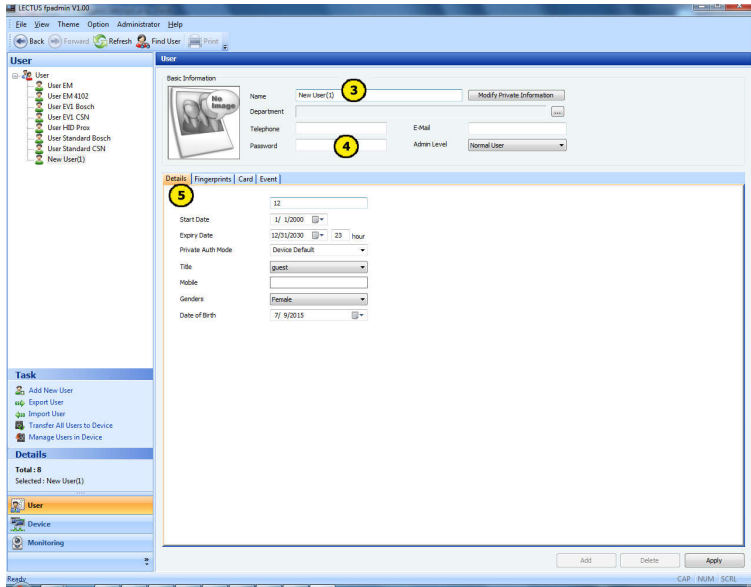 LECTUS fpadmin V1.00
File View Theme Option Administrator Help
Back Forward Refresh Find User Print
User
User
User EM
User EM 4102
User EV1 Bosch
User EV1 CSN
User HID Prox
User Standard Bosch
User Standard CSN
New User(1)
Task
Add New User
Export User
Import User
Transfer All Users to Device
Manage Users in Device
Details
Total : 8
Selected : New User(1)
User
Device
Monitoring
Ready
User
Basic Information
No Image
Name New User(1) 3 Modify Private Information
Department ...
Telephone E-Mail
Password 4 Admin Level Normal User
Details Fingerprints Card Event
5
12
Start Date 1/ 1/2000
Expiry Date 12/31/2030 23 hour
Private Auth Mode Device Default
Title guest
Mobile
Genders Female
Date of Birth 7/ 9/2015
Add Delete Apply
CAP NUM SCRL